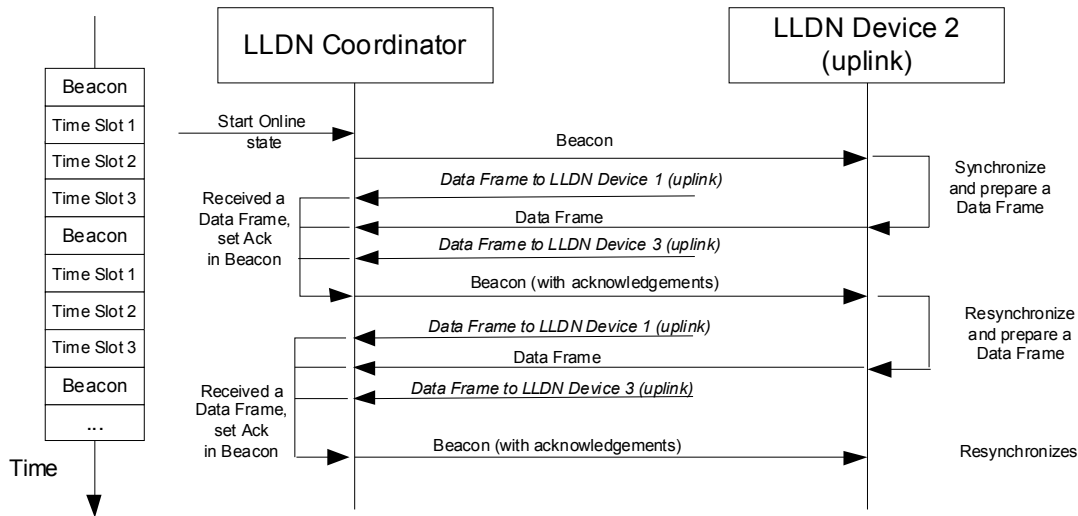 LLDN Coordinator
LLDN Device 2
(uplink)
Beacon
Time Slot 1
Time Slot 2
Time Slot 3
Beacon
Time Slot 1
Time Slot 2
Time Slot 3
Beacon
...
Time
Start Online
state
Beacon
Synchronize
and prepare a
Data Frame
Data Frame to LLDN Device 1 (uplink)
Received a
Data Frame,
set Ack
in Beacon
Data Frame
Data Frame to LLDN Device 3 (uplink)
Beacon (with acknowledgements)
Resynchronize
and prepare a
Data Frame
Data Frame to LLDN Device 1 (uplink)
Data Frame
Received a
Data Frame,
set Ack
in Beacon
Data Frame to LLDN Device 3 (uplink)
Beacon (with acknowledgements)
Resynchronizes